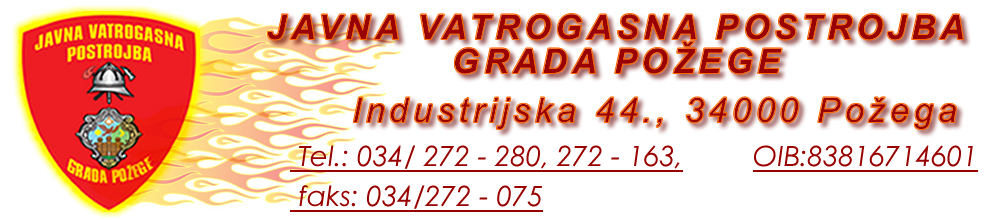 JAVNA VATROGASNA
POSTROJBA
GRADA POŽEGE
JAVNA VATROGASNA POSTROJBA
GRADA POŽEGE
Industrijska 44., 34000 Požega
Tel.: 034/ 272 - 280, 272 - 163, OIB:83816714601
faks: 034/272 - 075